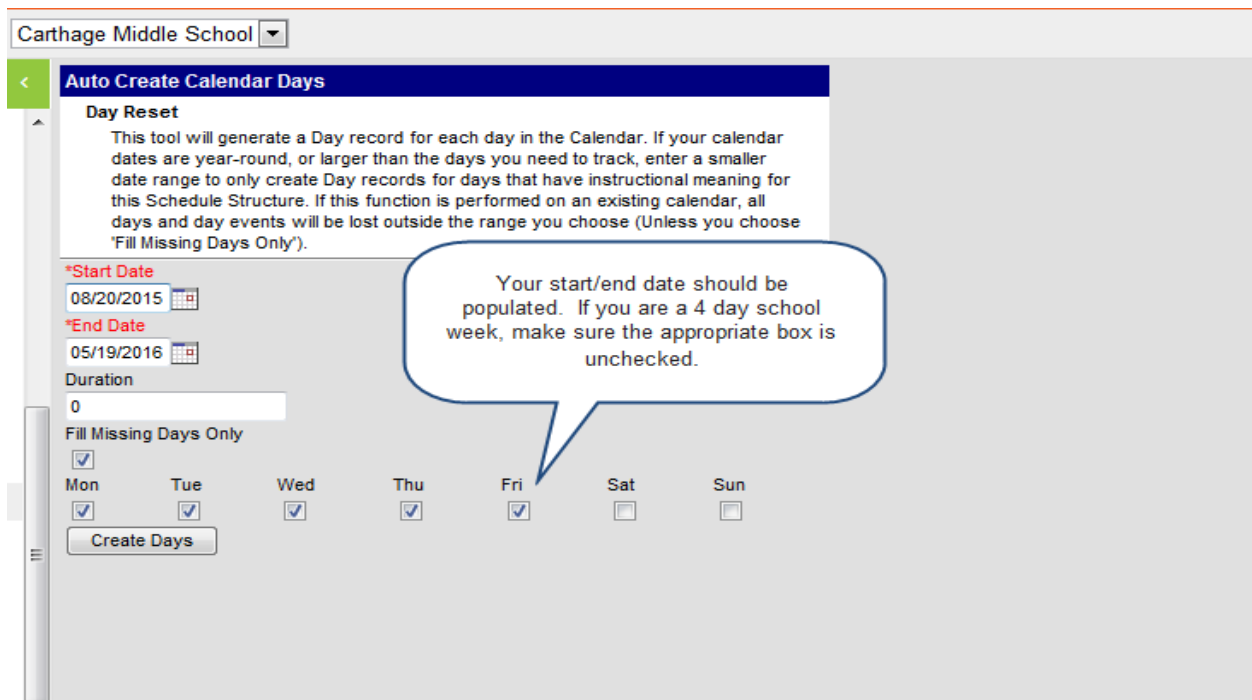 Carthage Middle School
Auto Create Calendar Days
Day Reset
This tool will generate a Day record for each day in the Calendar. If your calendar
dates are year-round, or larger than the days you need to track, enter a smaller
date range to only create Day records for days that have instructional meaning for
this Schedule Structure. If this function is performed on an existing calendar, all
days and day events will be lost outside the range you choose (Unless you choose
'Fill Missing Days Only').
*Start Date
08/20/2015
*End Date
05/19/2016
Duration
0
Fill Missing Days Only
Mon Tue Wed Thu Fri Sat Sun
Create Days
Your start/end date should be
populated. If you are a 4 day school
week, make sure the appropriate box is
unchecked.